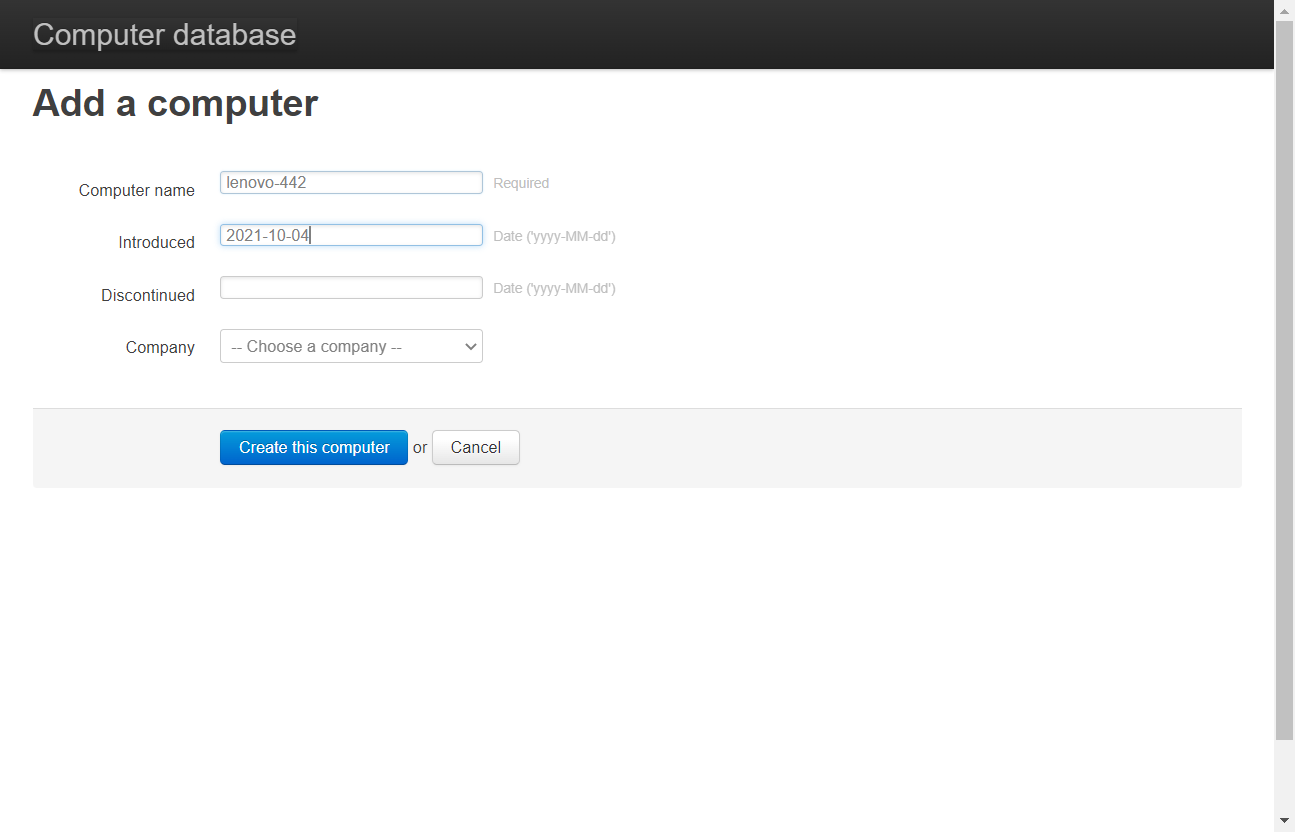 Computer database
Add a computer
Computer name lenovo-442 Required
Introduced 2021-10-04 Date ('yyyy-MM-dd')
Discontinued Date ('yyyy-MM-dd')
Company -- Choose a company --
Create this computer or Cancel